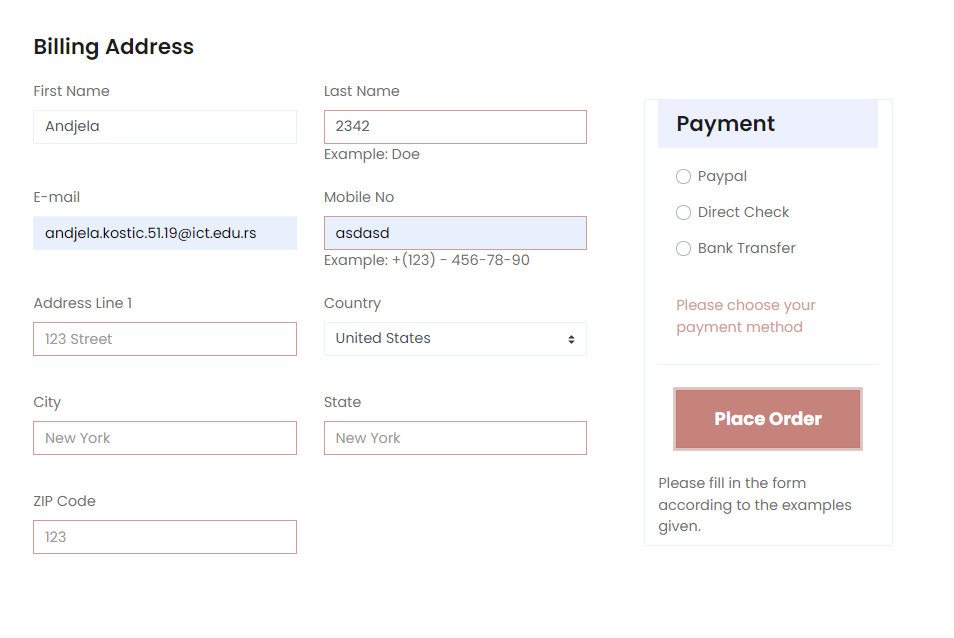 Billing Address
First Name
Last Name
Andjela
2342
Example: Doe
E-mail
Mobile No
andjela.kostic.51.19@ict.edu.rs
asdasd
Example: +(123) - 456-78-90
Address Line 1
Country
123 Street
United States
City
State
New York
New York
ZIP Code
123
Payment
Paypal
Direct Check
Bank Transfer
Please choose your
payment method
Place Order
Please fill in the form
according to the examples
given.